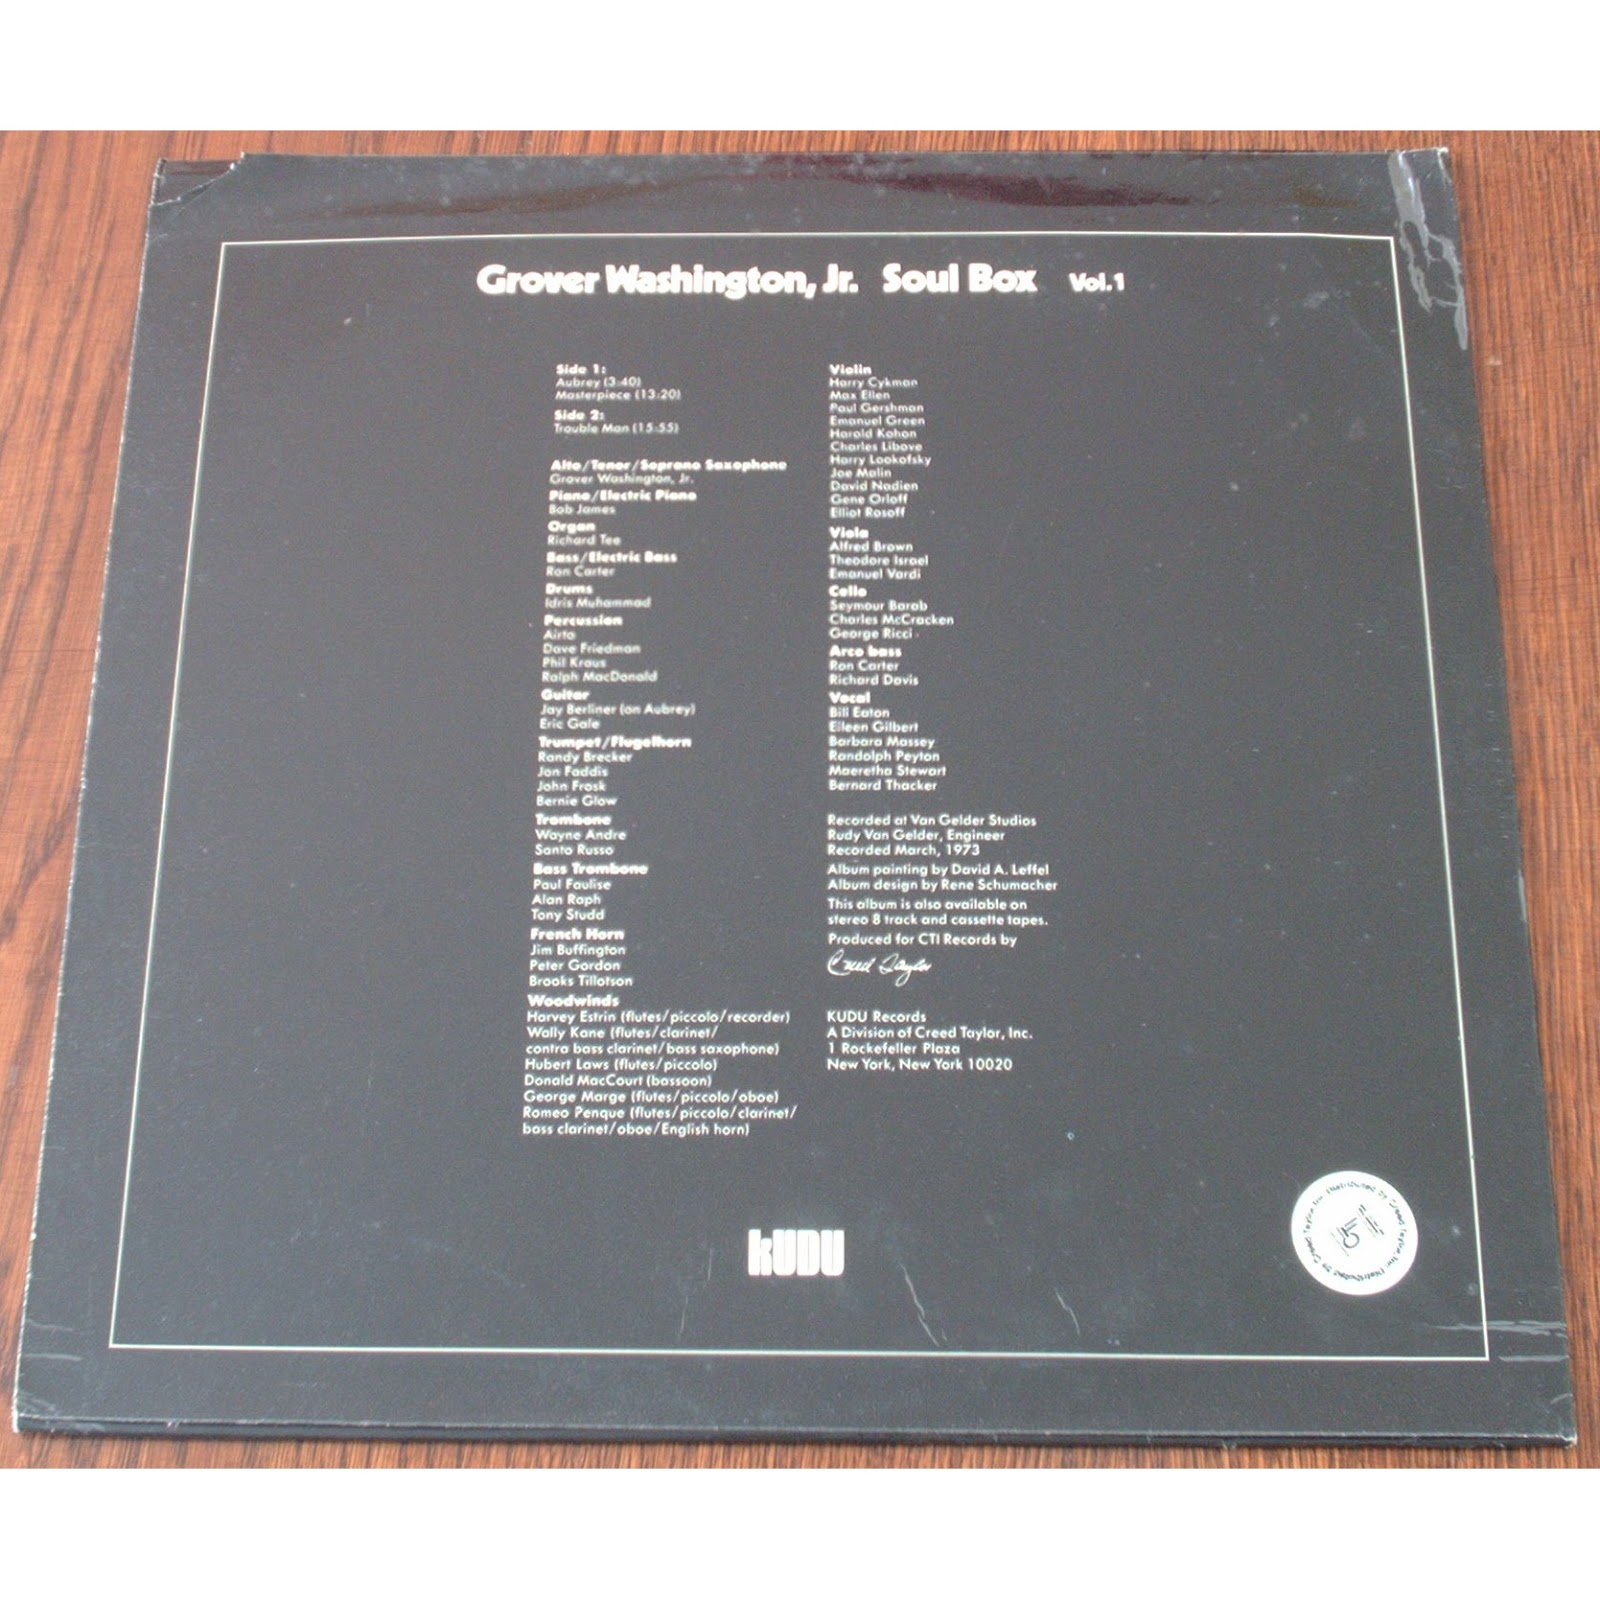 Grover Washington, Jr. Soul Box Vol.1
Side 1:
Aubrey (3:40)
Masterpiece (13:20)
Side 2:
Trouble Man (15:55)
Alto/Tenor/Soprano Saxophone
Grover Washington, Jr.
Piano/Electric Piano
Bob James
Organ
Richard Tee
Bass/Electric Bass
Ron Carter
Drums
Idris Muhammad
Percussion
Airto
Dave Friedman
Phil Kraus
Ralph MacDonald
Guitar
Jay Berliner (on Aubrey)
Eric Gale
Trumpet/Flugelhorn
Randy Brecker
Jon Faddis
John Frosk
Bernie Glow
Trombone
Wayne Andre
Santo Russo
Bass Trombone
Paul Faulise
Alan Raph
Tony Studd
French Horn
Jim Buffington
Peter Gordon
Brooks Tillotson
Woodwinds
Harvey Estrin (flutes/piccolo/recorder)
Wally Kane (flutes/clarinet/
contra bass clarinet/bass saxophone)
Hubert Laws (flutes/piccolo)
Donald MacCourt (bassoon)
George Marge (flutes/piccolo/oboe)
Romeo Penque (flutes/piccolo/clarinet/
bass clarinet/oboe/English horn)
Violin
Harry Cykman
Max Ellen
Paul Gershman
Emanuel Green
Harold Kohon
Charles Libove
Harry Lookofsky
Joe Malin
David Nadien
Gene Orloff
Elliot Rosoff
Viola
Alfred Brown
Theodore Israel
Emanuel Vardi
Cello
Seymour Barab
Charles McCracken
George Ricci
Arco bass
Ron Carter
Richard Davis
Vocal
Bill Eaton
Eileen Gilbert
Barbara Massey
Randolph Peyton
Maeretha Stewart
Bernard Thacker
Recorded at Van Gelder Studios
Rudy Van Gelder, Engineer
Recorded March, 1973
Album painting by David A. Leffel
Album design by Rene Schumacher
This album is also available on
stereo 8 track and cassette tapes.
Produced for CTI Records by
Creed Taylor
KUDU Records
A Division of Creed Taylor, Inc.
1 Rockefeller Plaza
New York, New York 10020
kUDU
Distributed by Creed Taylor, Inc. Distributed by Creed Taylor, Inc.